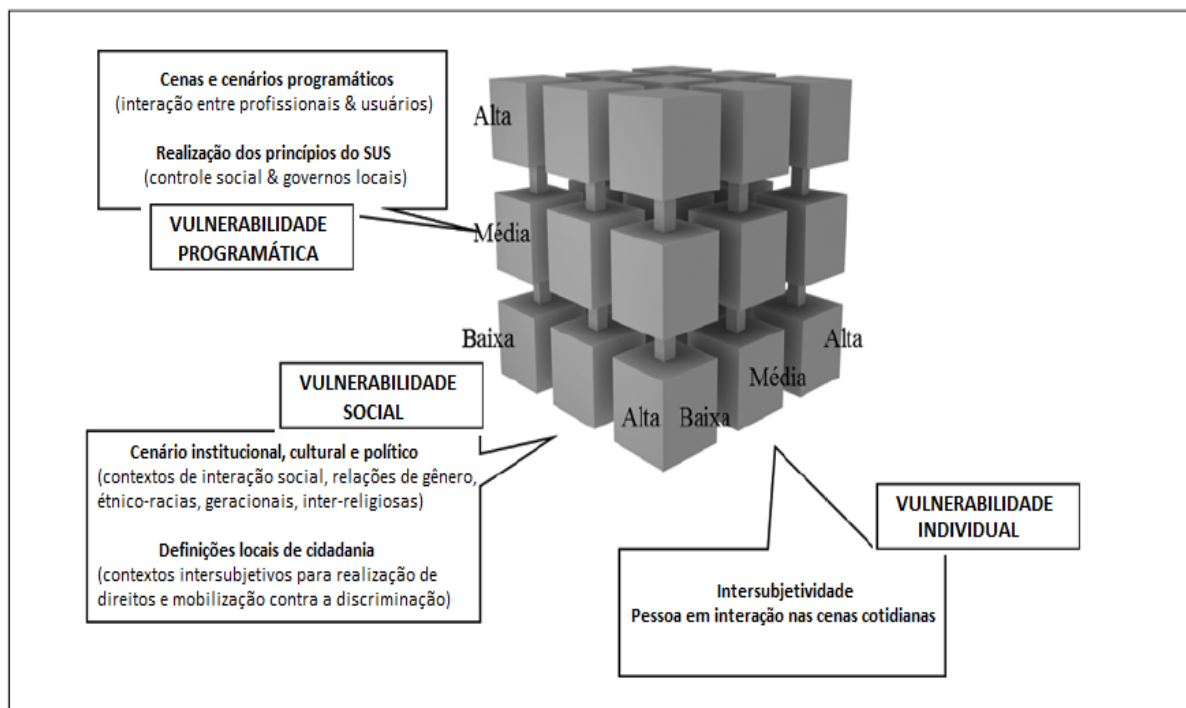 Cenas e cenários programáticos
(interação entre profissionais & usuários)
Realização dos princípios do SUS
(controle social & governos locais)
VULNERABILIDADE
PROGRAMÁTICA
Alta
Média
Baixa
Alta
Média
Alta
Baixa
VULNERABILIDADE
SOCIAL
Cenário institucional, cultural e político
(contextos de interação social, relações de gênero,
étnico-racias, geracionais, inter-religiosas)
Definições locais de cidadania
(contextos intersubjetivos para realização de
direitos e mobilização contra a discriminação)
VULNERABILIDADE
INDIVIDUAL
Intersubjetividade
Pessoa em interação nas cenas cotidianas